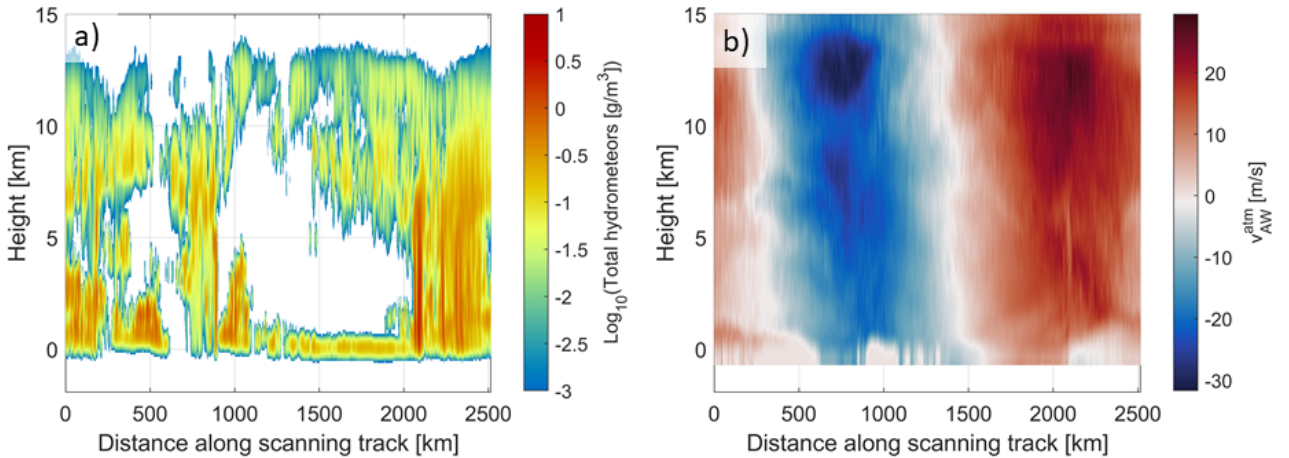 a)
15
10
5
0
Height [km]
0 500 1000 1500 2000 2500
Distance along scanning track [km]
1
0.5
0
-0.5
-1
-1.5
-2
-2.5
-3
Log10(Total hydrometeors [g/m3])
b)
15
10
5
0
Height [km]
0 500 1000 1500 2000 2500
Distance along scanning track [km]
20
10
0
-10
-20
-30
v_AW^atm [m/s]